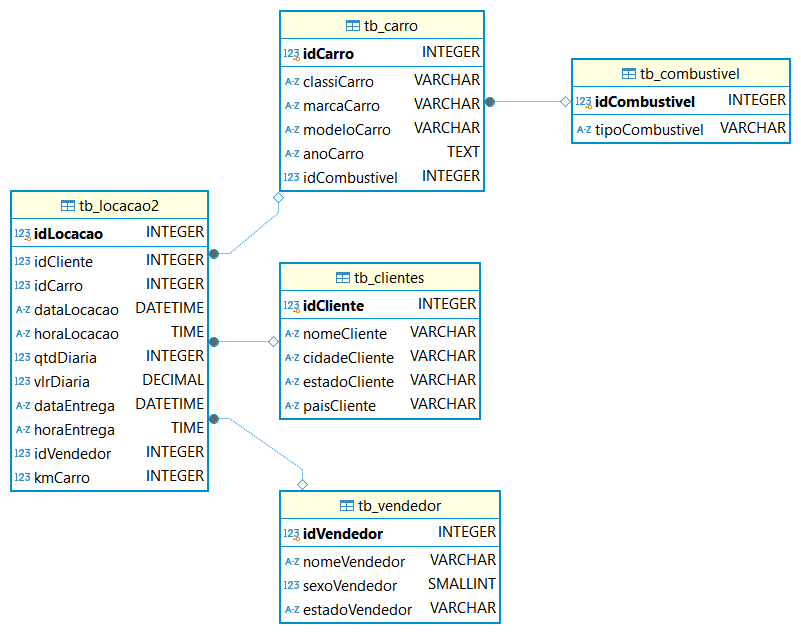 tb_carro
123 idCarro INTEGER
A-Z classiCarro VARCHAR
A-Z marcaCarro VARCHAR
A-Z modeloCarro VARCHAR
A-Z anoCarro TEXT
123 idCombustivel INTEGER
tb_combustivel
123 idCombustivel INTEGER
A-Z tipoCombustivel VARCHAR
tb_locacao2
123 idLocacao INTEGER
123 idCliente INTEGER
123 idCarro INTEGER
A-Z dataLocacao DATETIME
A-Z horaLocacao TIME
123 qtdDiaria INTEGER
123 vlrDiaria DECIMAL
A-Z dataEntrega DATETIME
A-Z horaEntrega TIME
123 idVendedor INTEGER
123 kmCarro INTEGER
tb_clientes
123 idCliente INTEGER
A-Z nomeCliente VARCHAR
A-Z cidadeCliente VARCHAR
A-Z estadoCliente VARCHAR
A-Z paisCliente VARCHAR
tb_vendedor
123 idVendedor INTEGER
A-Z nomeVendedor VARCHAR
123 sexoVendedor SMALLINT
A-Z estadoVendedor VARCHAR